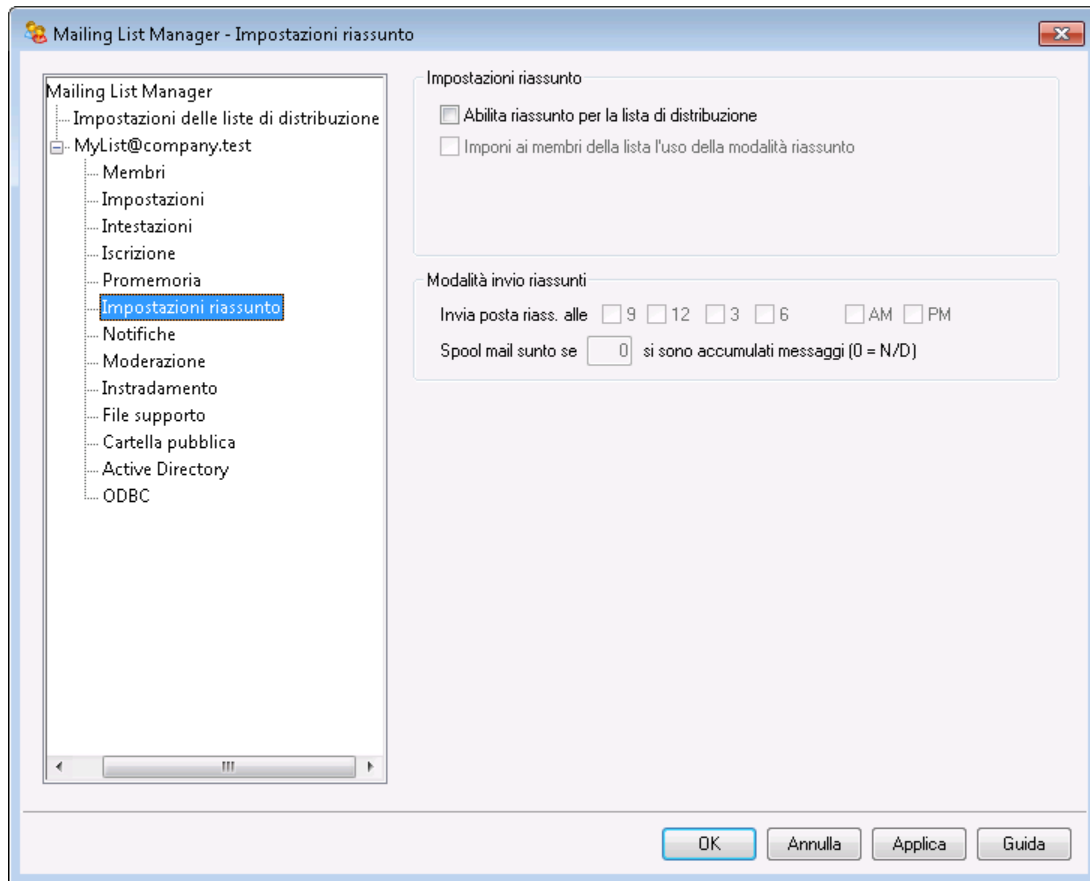 Mailing List Manager - Impostazioni riassunto
Mailing List Manager
Impostazioni delle liste di distribuzione
MyList@company.test
Membri
Impostazioni
Intestazioni
Iscrizione
Promemoria
Impostazioni riassunto
Notifiche
Moderazione
Instradamento
File supporto
Cartella pubblica
Active Directory
ODBC
Impostazioni riassunto
Abilita riassunto per la lista di distribuzione
Imponi ai membri della lista l'uso della modalità riassunto
Modalità invio riassunti
Invia posta riass. alle 9 12 3 6 AM PM
Spool mail sunto se 0 si sono accumulati messaggi (0 = N/D)
OK Annulla Applica Guida